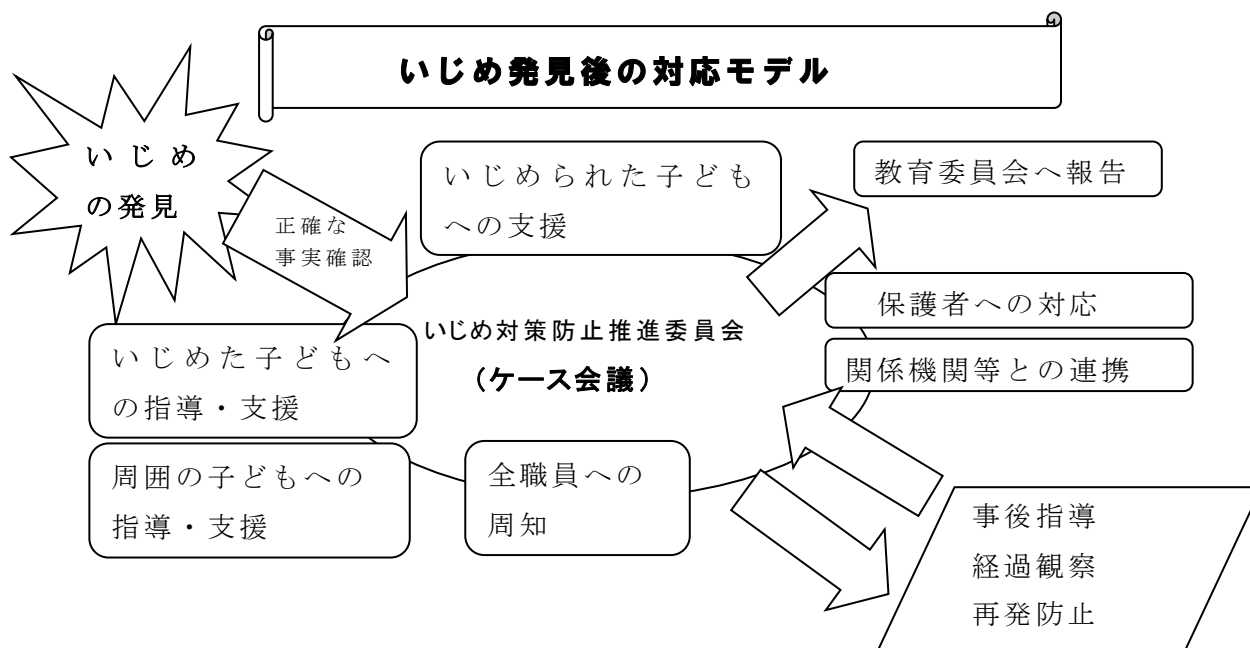 いじめ発見後の対応モデル
いじめ
の発見
正確な
事実確認
いじめられた子ども
への支援
教育委員会へ報告
保護者への対応
関係機関等との連携
いじめ対策防止推進委員会
（ケース会議）
いじめた子どもへ
の指導・支援
周囲の子どもへの
指導・支援
全職員への
周知
事後指導
経過観察
再発防止